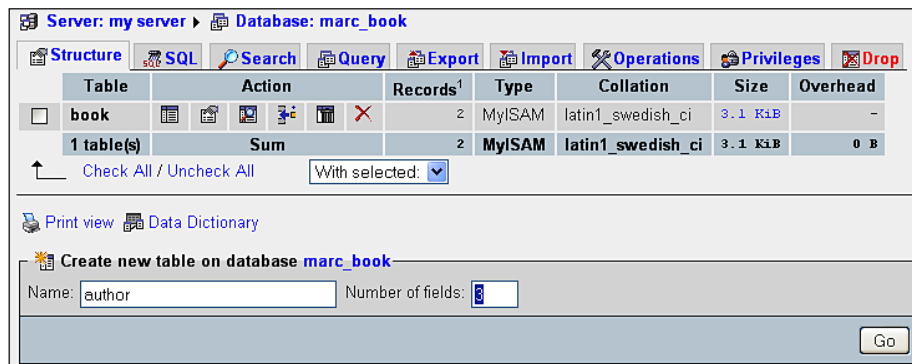 Server: my server ▸ Database: marc_book
Structure SQL Search Query Export Import Operations Privileges Drop
Table Action Records¹ Type Collation Size Overhead
book 2 MyISAM latin1_swedish_ci 3.1 KiB -
1 table(s) Sum 2 MyISAM latin1_swedish_ci 3.1 KiB 0 B
Check All / Uncheck All With selected:
Print view Data Dictionary
Create new table on database marc_book
Name: author Number of fields: 3
Go